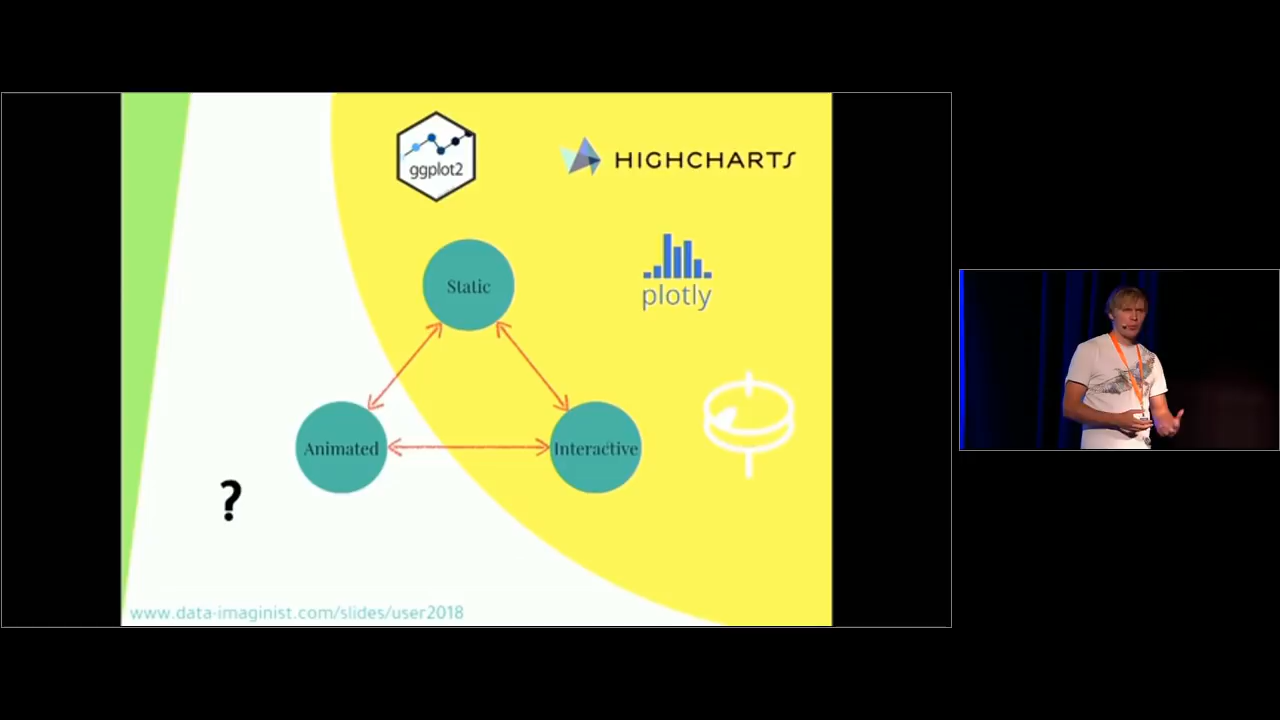 ggplot2
HIGHCHARTS
Static
plotly
Animated
Interactive
?
www.data-imaginist.com/slides/user2018